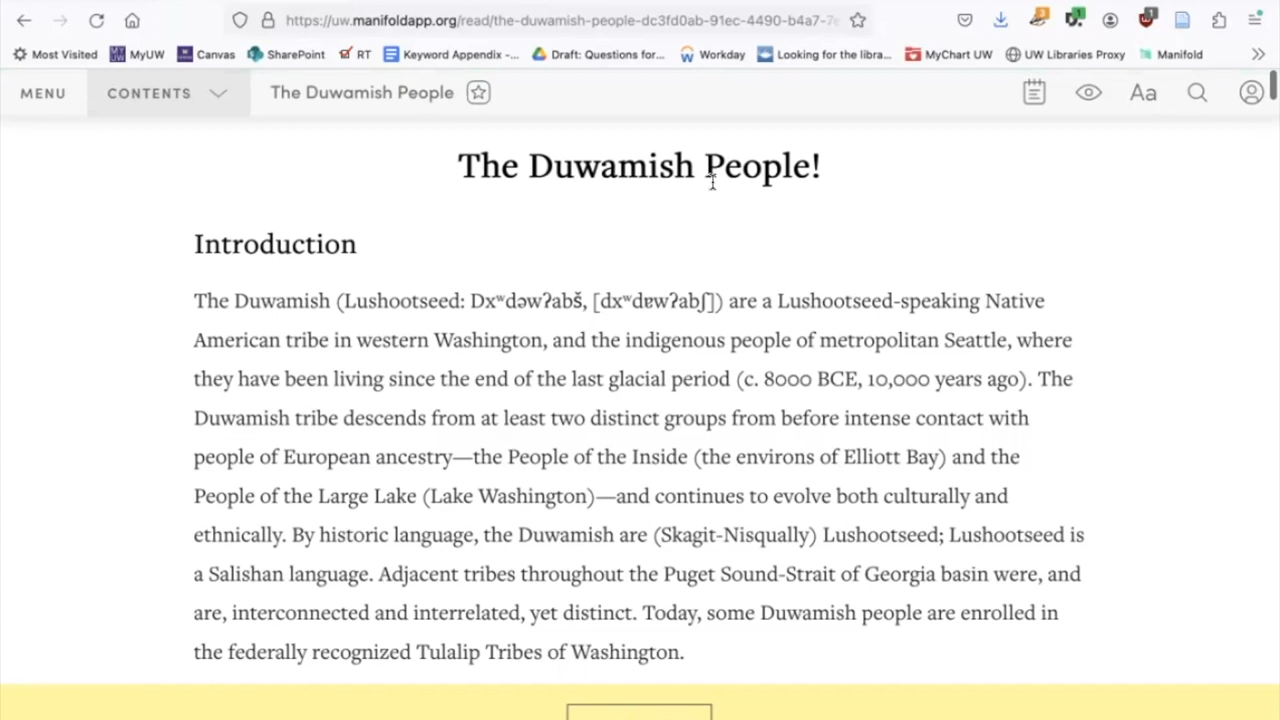 https://uw.manifoldapp.org/read/the-duwamish-people-dc3fd0ab-91ec-4490-b4a7-7
3 1 1
Most Visited MyUW Canvas SharePoint RT Keyword Appendix -... Draft: Questions for... Workday Looking for the libra... MyChart UW UW Libraries Proxy Manifold
MENU CONTENTS The Duwamish People Aa
The Duwamish People!
Introduction
The Duwamish (Lushootseed: Dxʷdəwʔabš, [dxʷdɐwʔabʃ]) are a Lushootseed-speaking Native
American tribe in western Washington, and the indigenous people of metropolitan Seattle, where
they have been living since the end of the last glacial period (c. 8000 BCE, 10,000 years ago). The
Duwamish tribe descends from at least two distinct groups from before intense contact with
people of European ancestry—the People of the Inside (the environs of Elliott Bay) and the
People of the Large Lake (Lake Washington)—and continues to evolve both culturally and
ethnically. By historic language, the Duwamish are (Skagit-Nisqually) Lushootseed; Lushootseed is
a Salishan language. Adjacent tribes throughout the Puget Sound-Strait of Georgia basin were, and
are, interconnected and interrelated, yet distinct. Today, some Duwamish people are enrolled in
the federally recognized Tulalip Tribes of Washington.